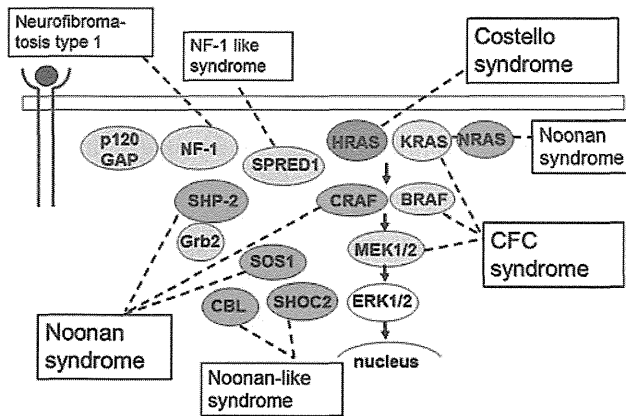 Neurofibroma-
tosis type 1
NF-1 like
syndrome
Costello
syndrome
p120
GAP
NF-1
SPRED1
HRAS
KRAS
NRAS
Noonan
syndrome
SHP-2
Grb2
CRAF
BRAF
SOS1
MEK1/2
CFC
syndrome
CBL
SHOC2
ERK1/2
Noonan
syndrome
Noonan-like
syndrome
nucleus